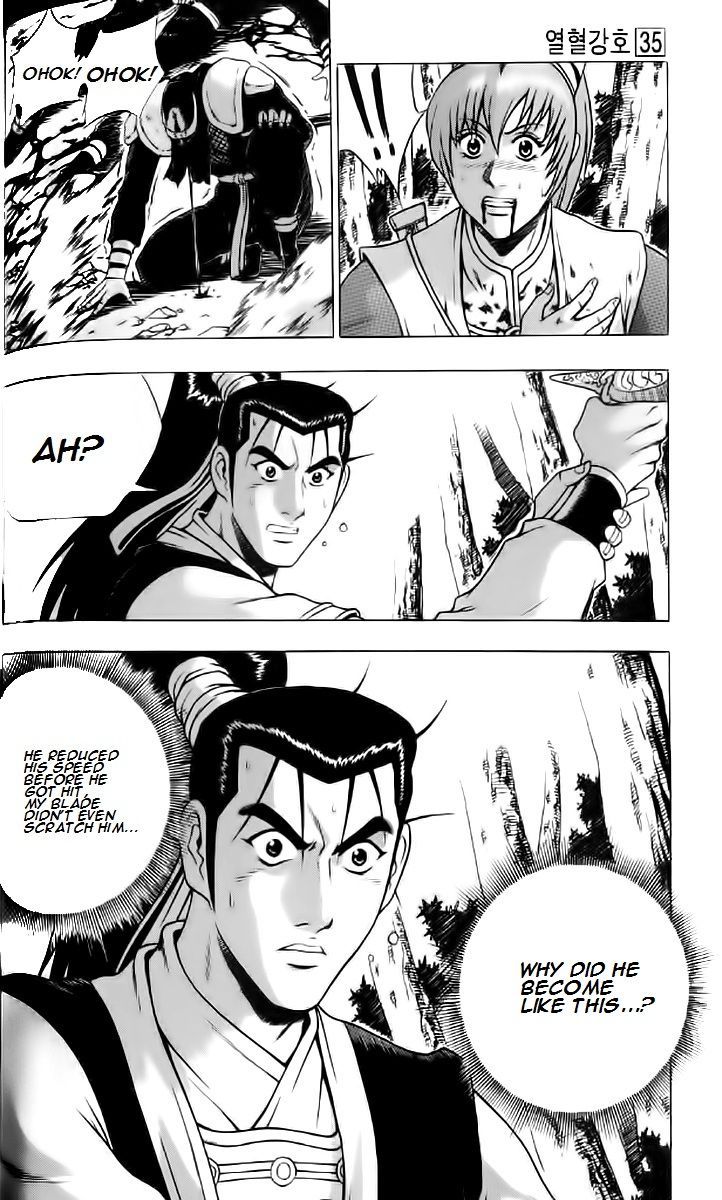 열혈강호 35
OHOK! OHOK!
!!
AH?
HE REDUCED
HIS SPEED
BEFORE HE
GOT HIT,
MY BLADE
DIDN'T EVEN
SCRATCH HIM...
WHY DID HE
BECOME
LIKE THIS...?